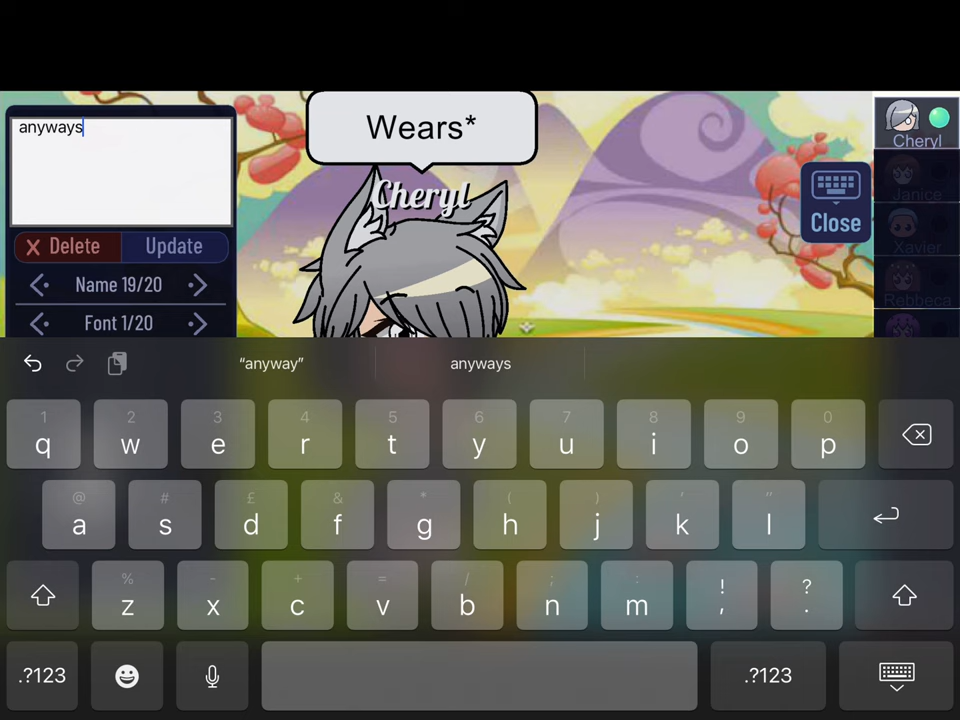 anyways
Wears*
Cheryl
Cheryl
Janice
Xavier
Rebbeca
Close
X Delete
Update
Name 19/20
Font 1/20
“anyway”
anyways
1 2 3 4 5 6 7 8 9 0
q w e r t y u i o p
@ # £ & * ( ) ' "
a s d f g h j k l
% - + = / ; : ! ?
z x c v b n m , .
.?123
.?123